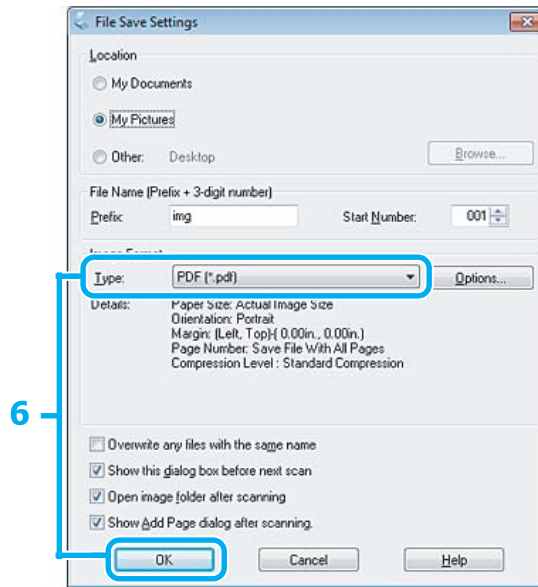 File Save Settings
Location
My Documents
My Pictures
Other: Desktop Browse...
File Name (Prefix + 3-digit number)
Prefix: img Start Number: 001
Image Format
Type: PDF (*.pdf) Options...
Details: Paper Size: Actual Image Size
Orientation: Portrait
Margin: (Left, Top)( 0.00in., 0.00in.)
Page Number: Save File With All Pages
Compression Level : Standard Compression
6
Overwrite any files with the same name
Show this dialog box before next scan
Open image folder after scanning
Show Add Page dialog after scanning.
OK Cancel Help